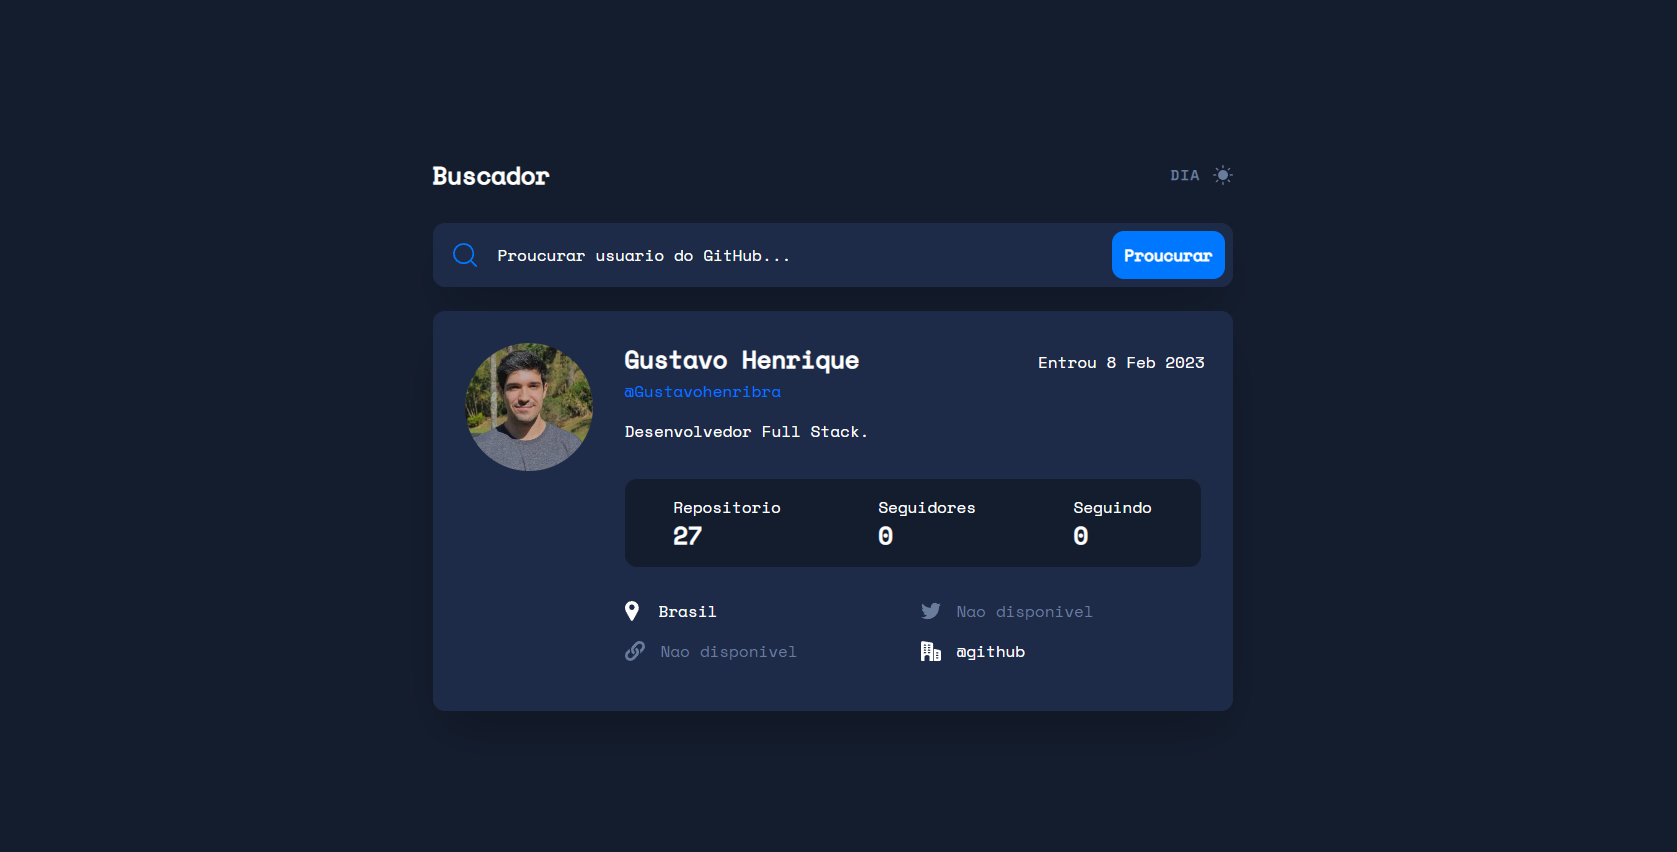 Buscador
DIA
Proucurar usuario do GitHub...
Proucurar
Gustavo Henrique
Entrou 8 Feb 2023
@Gustavohenribra
Desenvolvedor Full Stack.
Repositorio Seguidores Seguindo
27 0 0
Brasil
Nao disponivel
Nao disponivel
@github